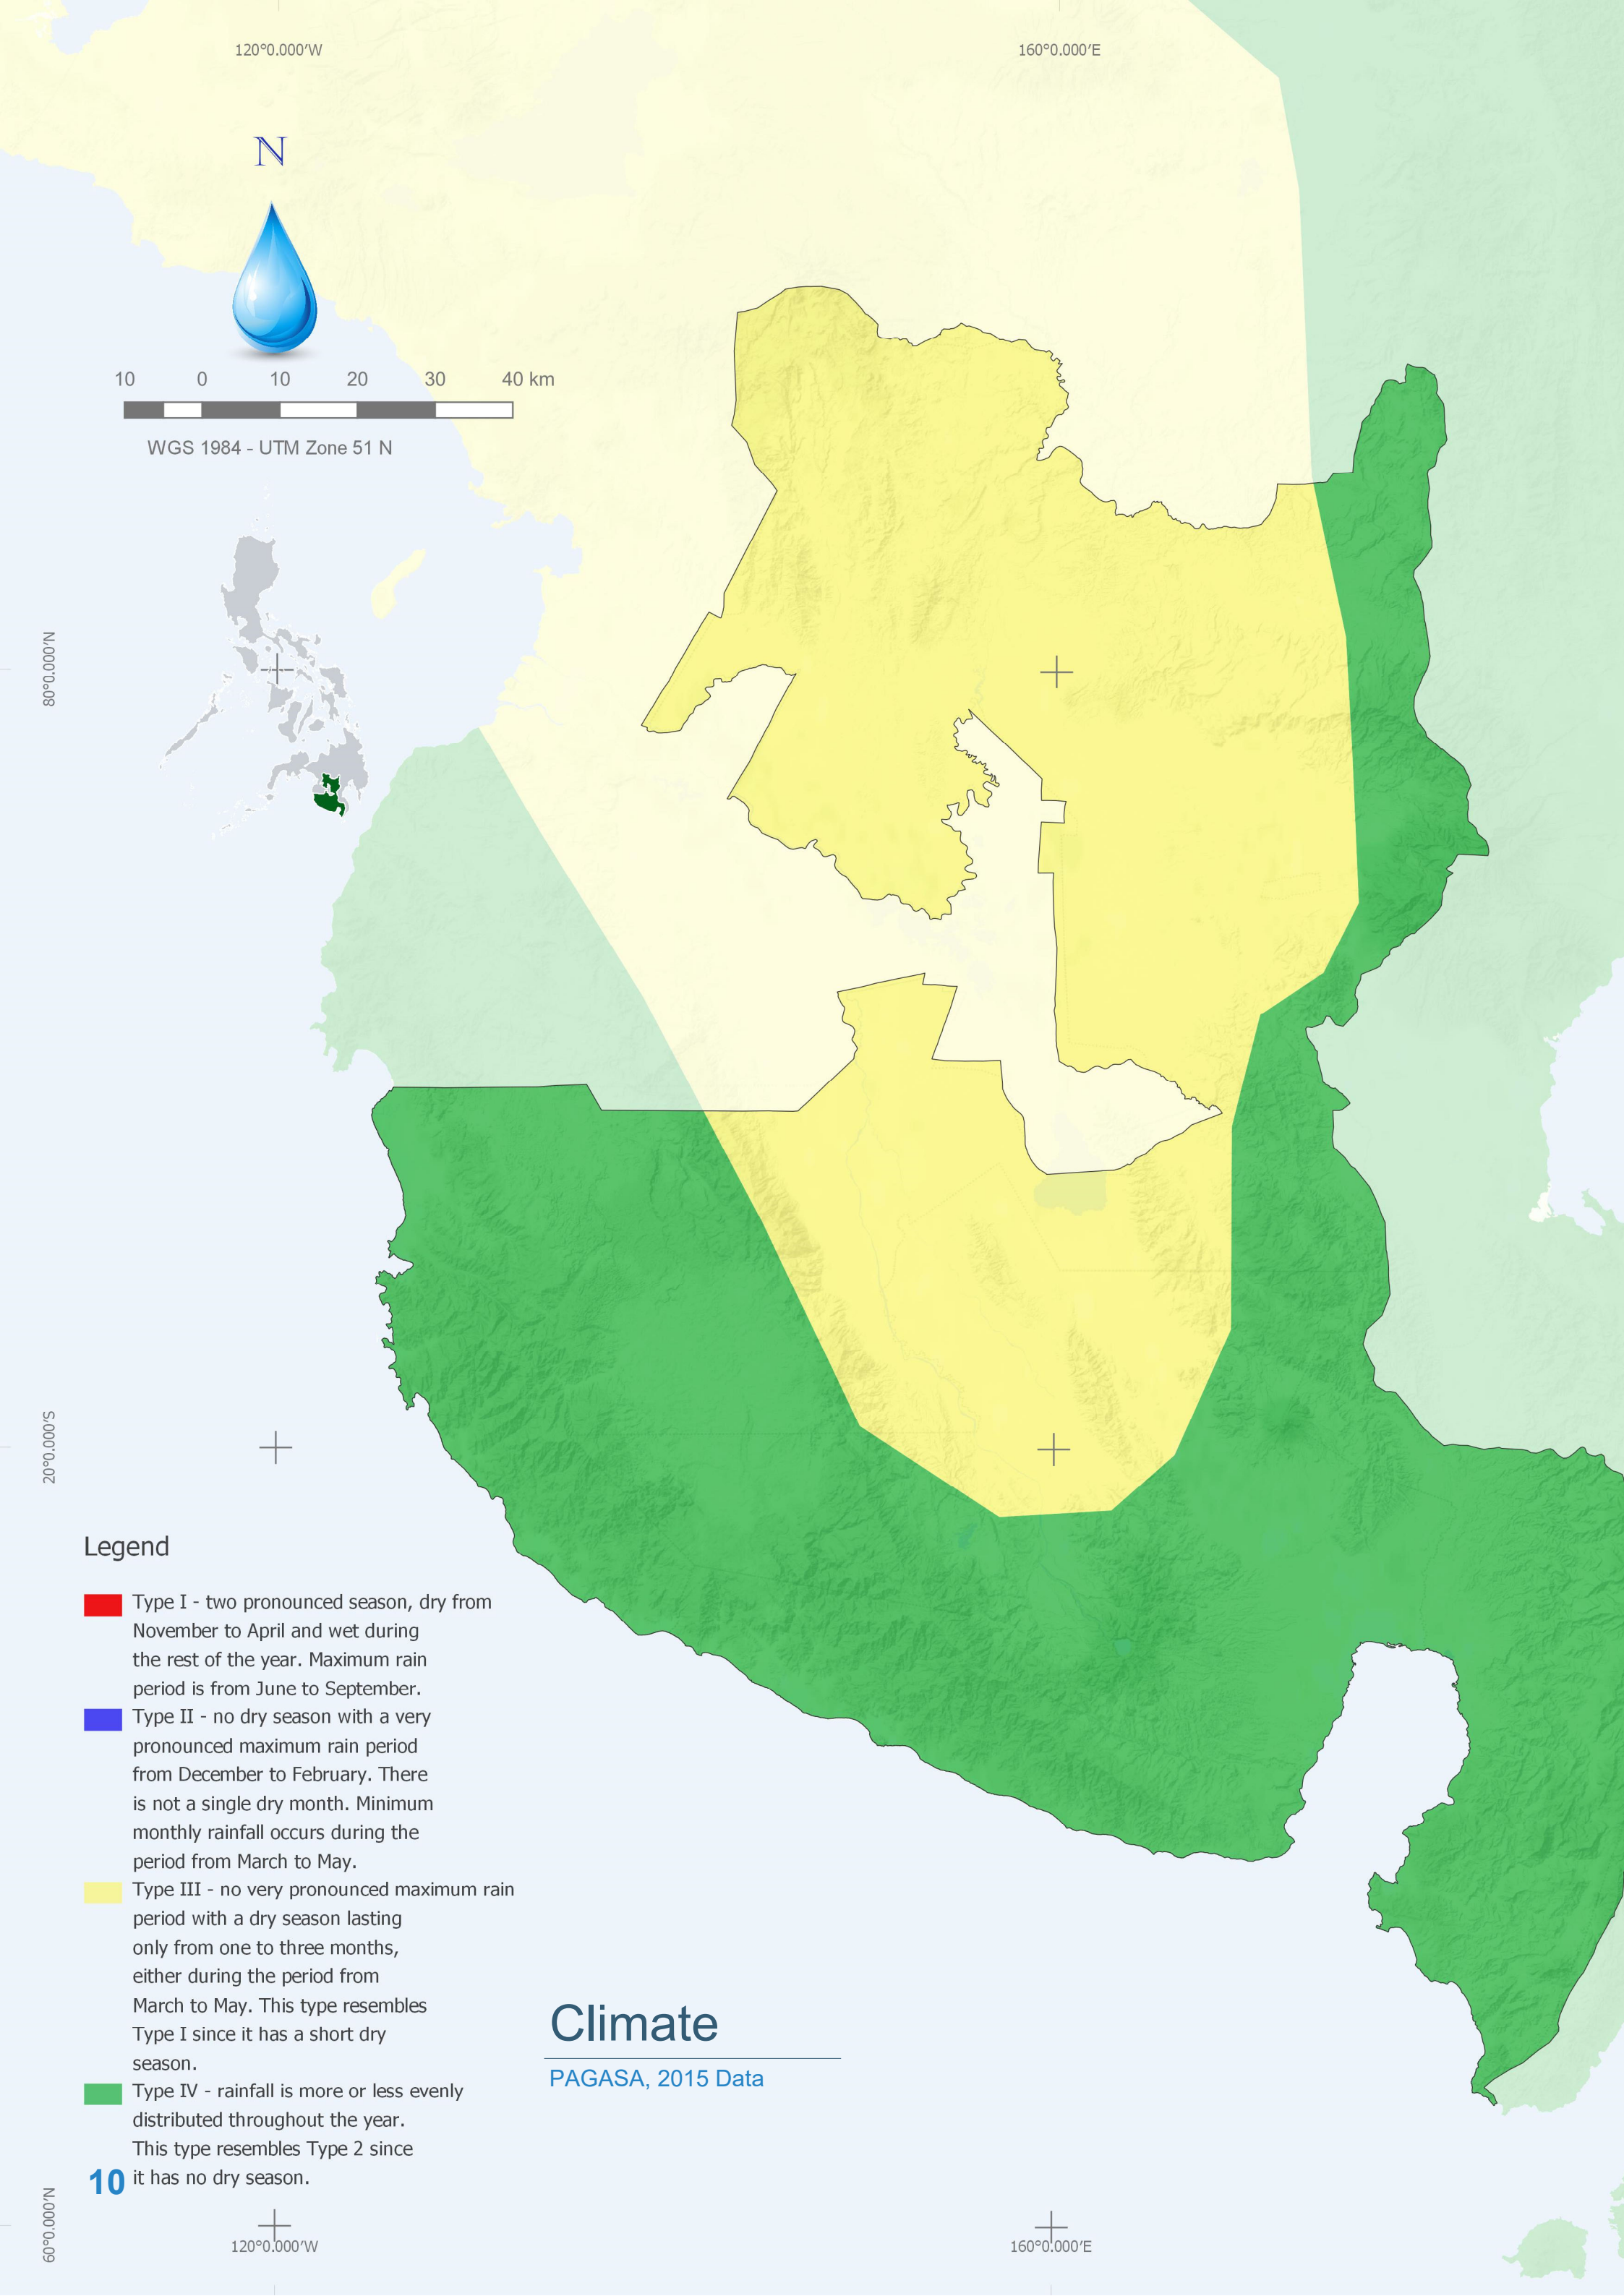 120°0.000'W
160°0.000'E
N
10 0 10 20 30 40 km
WGS 1984 - UTM Zone 51 N
80°0.000'N
20°0.000'S
Legend
Type I - two pronounced season, dry from
November to April and wet during
the rest of the year. Maximum rain
period is from June to September.
Type II - no dry season with a very
pronounced maximum rain period
from December to February. There
is not a single dry month. Minimum
monthly rainfall occurs during the
period from March to May.
Type III - no very pronounced maximum rain
period with a dry season lasting
only from one to three months,
either during the period from
March to May. This type resembles
Type I since it has a short dry
season.
Type IV - rainfall is more or less evenly
distributed throughout the year.
This type resembles Type 2 since
it has no dry season.
Climate
PAGASA, 2015 Data
10
60°0.000'N
120°0.000'W
160°0.000'E